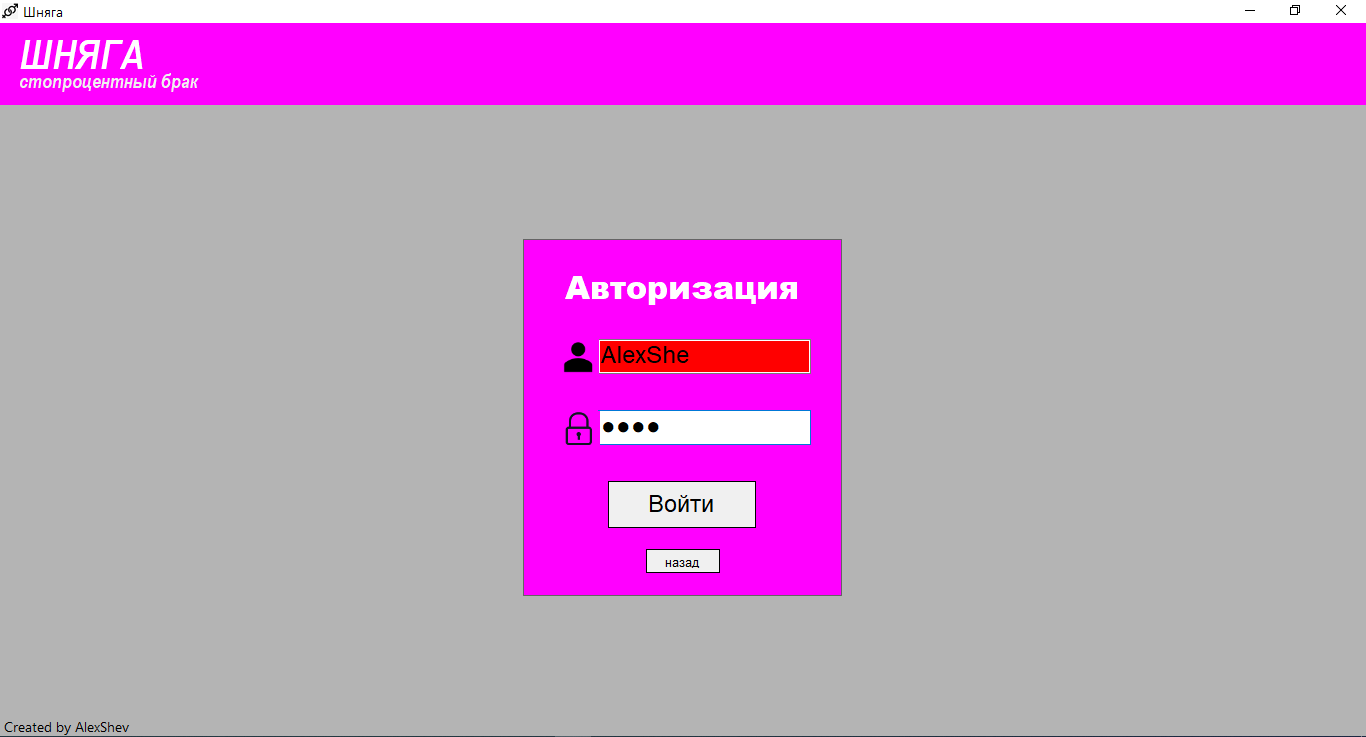 Шняга
ШНЯГА
стопроцентный брак
Авторизация
AlexShe
●●●●
Войти
назад
Created by AlexShev